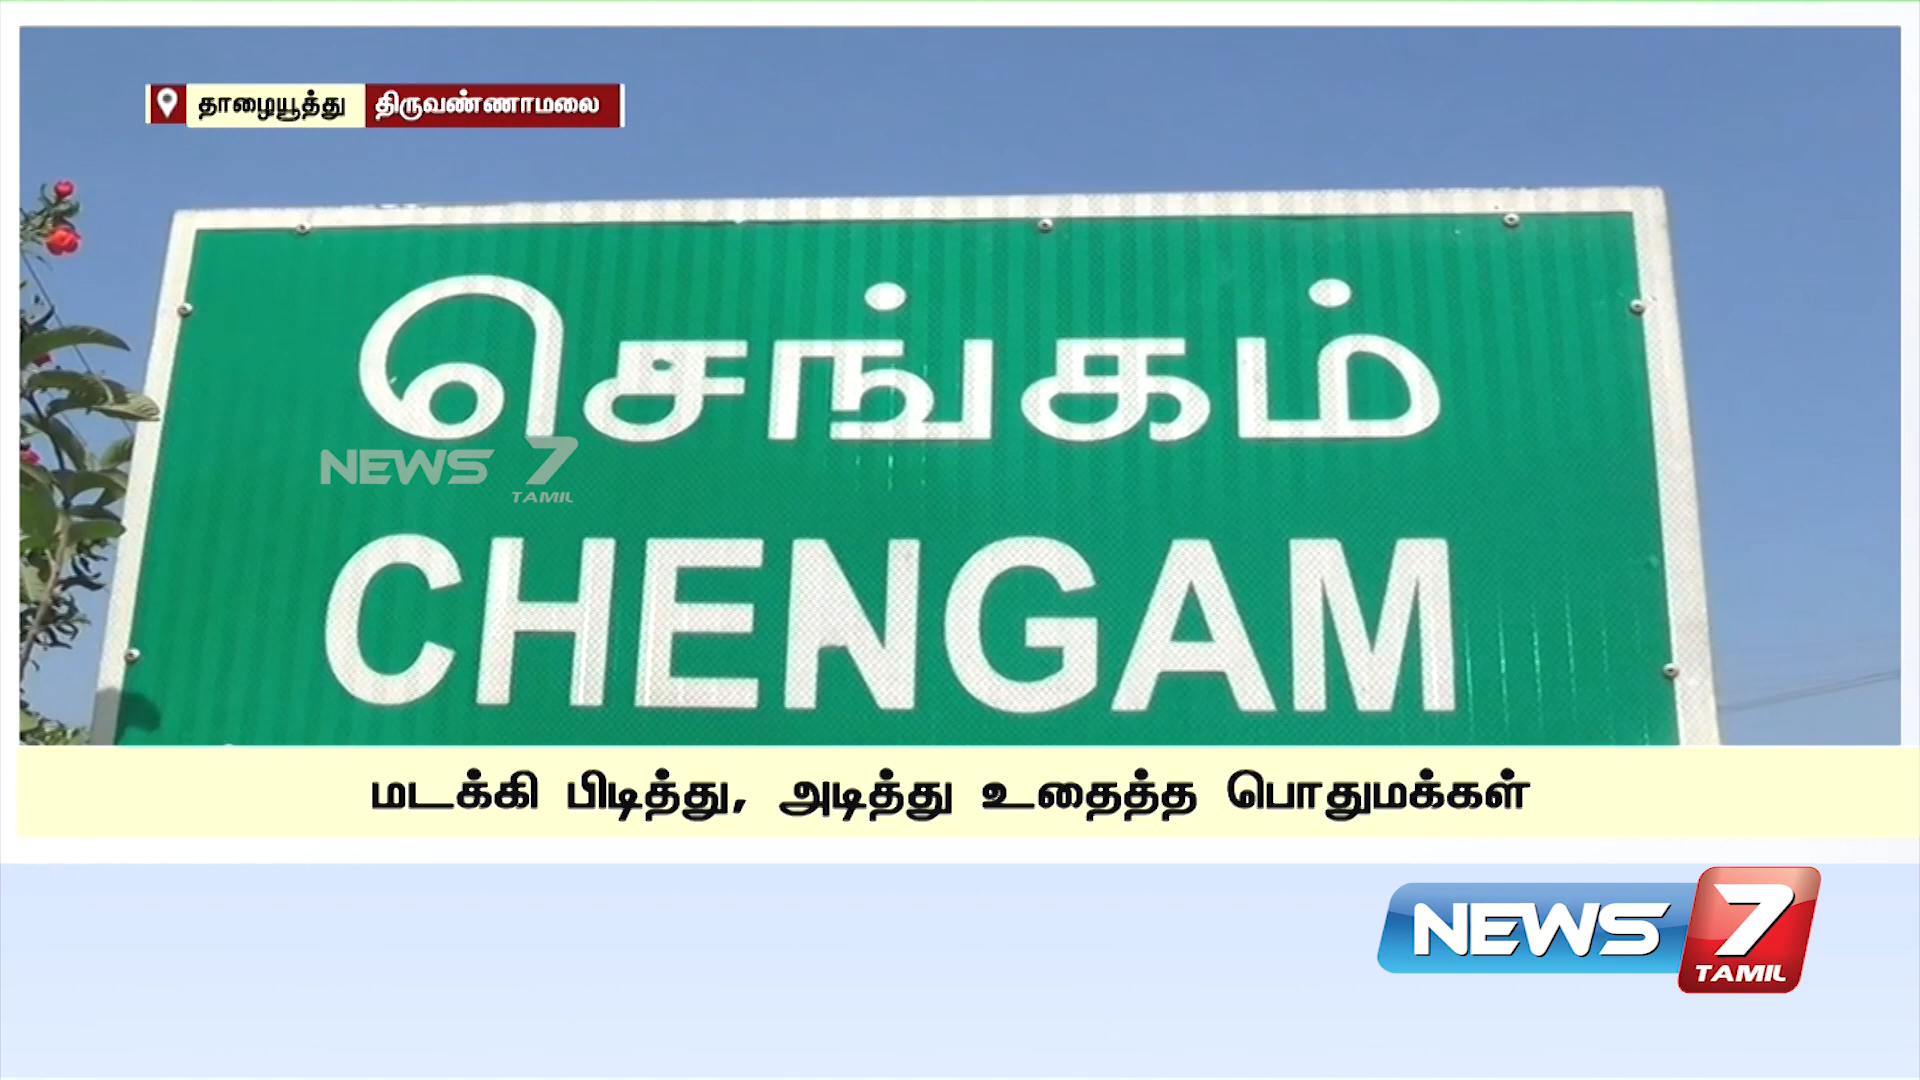 தாழையூத்து திருவண்ணாமலை
செங்கம்
NEWS 7
TAMIL
CHENGAM
மடக்கி பிடித்து, அடித்து உதைத்த பொதுமக்கள்
NEWS 7
TAMIL